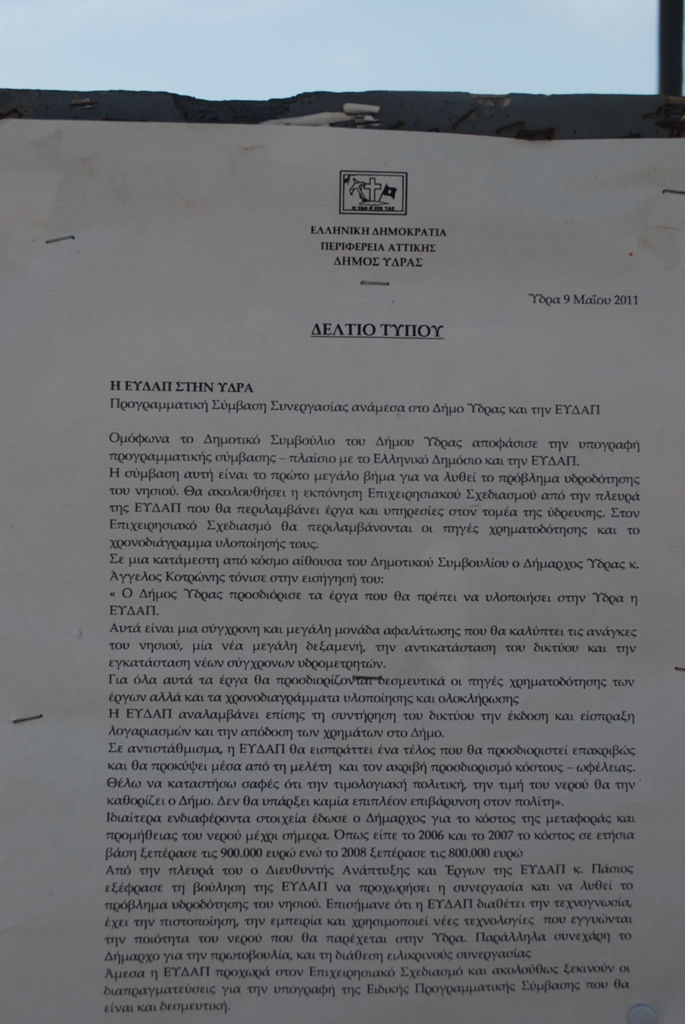 Η ΤΑΝ Η ΕΠΙ ΤΑΣ
ΕΛΛΗΝΙΚΗ ΔΗΜΟΚΡΑΤΙΑ
ΠΕΡΙΦΕΡΕΙΑ ΑΤΤΙΚΗΣ
ΔΗΜΟΣ ΥΔΡΑΣ
Ύδρα 9 Μαΐου 2011
ΔΕΛΤΙΟ ΤΥΠΟΥ
Η ΕΥΔΑΠ ΣΤΗΝ ΥΔΡΑ
Προγραμματική Σύμβαση Συνεργασίας ανάμεσα στο Δήμο Ύδρας και την ΕΥΔΑΠ
Ομόφωνα το Δημοτικό Συμβούλιο του Δήμου Ύδρας αποφάσισε την υπογραφή
προγραμματικής σύμβασης – πλαίσιο με το Ελληνικό Δημόσιο και την ΕΥΔΑΠ.
Η σύμβαση αυτή είναι το πρώτο μεγάλο βήμα για να λυθεί το πρόβλημα υδροδότησης
του νησιού. Θα ακολουθήσει η εκπόνηση Επιχειρησιακού Σχεδιασμού από την πλευρά
της ΕΥΔΑΠ που θα περιλαμβάνει έργα και υπηρεσίες στον τομέα της ύδρευσης. Στον
Επιχειρησιακό Σχεδιασμό θα περιλαμβάνονται οι πηγές χρηματοδότησης και το
χρονοδιάγραμμα υλοποίησής τους.
Σε μια κατάμεστη από κόσμο αίθουσα του Δημοτικού Συμβουλίου ο Δήμαρχος Ύδρας κ.
Άγγελος Κοτρώνης τόνισε στην εισήγησή του:
« Ο Δήμος Ύδρας προσδιόρισε τα έργα που θα πρέπει να υλοποιήσει στην Ύδρα η
ΕΥΔΑΠ.
Αυτά είναι μια σύγχρονη και μεγάλη μονάδα αφαλάτωσης που θα καλύπτει τις ανάγκες
του νησιού, μία νέα μεγάλη δεξαμενή, την αντικατάσταση του δικτύου και την
εγκατάσταση νέων σύγχρονων υδρομετρητών.
Για όλα αυτά τα έργα θα προσδιορίζονται δεσμευτικά οι πηγές χρηματοδότησης των
έργων αλλά και τα χρονοδιαγράμματα υλοποίησης και ολοκλήρωσης
Η ΕΥΔΑΠ αναλαμβάνει επίσης τη συντήρηση του δικτύου την έκδοση και είσπραξη
λογαριασμών και την απόδοση των χρημάτων στο Δήμο.
Σε αντιστάθμισμα, η ΕΥΔΑΠ θα εισπράττει ένα τέλος που θα προσδιοριστεί επακριβώς
και θα προκύψει μέσα από τη μελέτη και τον ακριβή προσδιορισμό κόστους – ωφέλειας.
Θέλω να καταστήσω σαφές ότι την τιμολογιακή πολιτική, την τιμή του νερού θα την
καθορίζει ο Δήμο. Δεν θα υπάρξει καμία επιπλέον επιβάρυνση στον πολίτη».
Ιδιαίτερα ενδιαφέροντα στοιχεία έδωσε ο Δήμαρχος για το κόστος της μεταφοράς και
προμήθειας του νερού μέχρι σήμερα. Όπως είπε το 2006 και το 2007 το κόστος σε ετήσια
βάση ξεπέρασε τις 900.000 ευρώ ενώ το 2008 ξεπέρασε τις 800.000 ευρώ
Από την πλευρά του ο Διευθυντής Ανάπτυξης και Έργων της ΕΥΔΑΠ κ. Πάσιος
εξέφρασε τη βούληση της ΕΥΔΑΠ να προχωρήσει η συνεργασία και να λυθεί το
πρόβλημα υδροδότησης του νησιού. Επισήμανε ότι η ΕΥΔΑΠ διαθέτει την τεχνογνωσία,
έχει την πιστοποίηση, την εμπειρία και χρησιμοποιεί νέες τεχνολογίες που εγγυώνται
την ποιότητα του νερού που θα παρέχεται στην Ύδρα. Παράλληλα συνεχάρη το
Δήμαρχο για την πρωτοβουλία, και τη διάθεση ειλικρινούς συνεργασίας
Άμεσα η ΕΥΔΑΠ προχωρά στον Επιχειρησιακό Σχεδιασμό και ακολούθως ξεκινούν οι
διαπραγματεύσεις για την υπογραφή της Ειδικής Προγραμματικής Σύμβασης που θα
είναι και δεσμευτική.